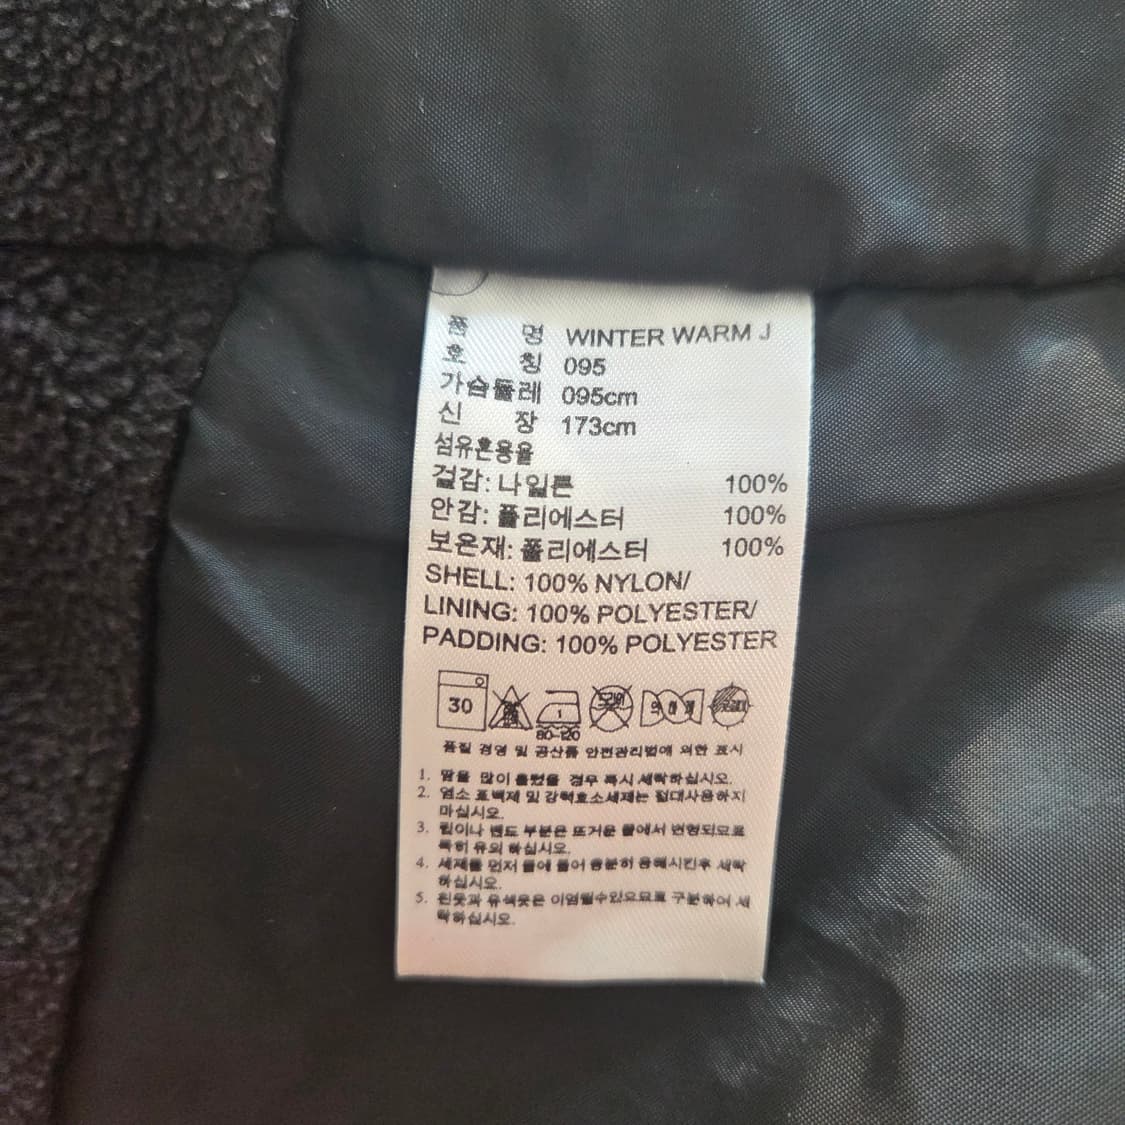 품 명 WINTER WARM J
호 칭 095
가슴둘레 095cm
신 장 173cm
섬유혼용율
겉감: 나일론 100%
안감: 폴리에스터 100%
보온재: 폴리에스터 100%
SHELL: 100% NYLON/
LINING: 100% POLYESTER/
PADDING: 100% POLYESTER
30 1
80-120
품질 경영 및 공산품 안전관리법에 의한 표시
1. 땀을 많이 흘렸을 경우 즉시 세탁하십시오.
2. 염소 표백제 및 강력효소세제는 절대사용하지
마십시오.
3. 립이나 밴드 부분은 뜨거운 물에서 변형되므로
특히 유의 하십시오.
4. 세제를 먼저 물에 풀어 충분히 용해시킨후 세탁
하십시오.
5. 흰옷과 유색옷은 이염될수있으므로 구분하여 세
탁하십시오.